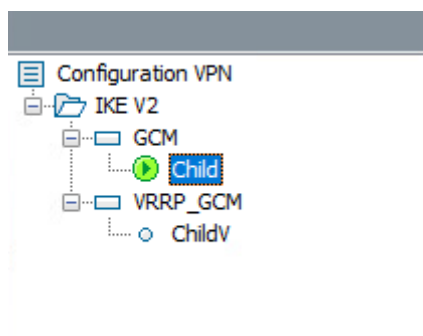 Configuration VPN
IKE V2
GCM
Child
VRRP_GCM
ChildV